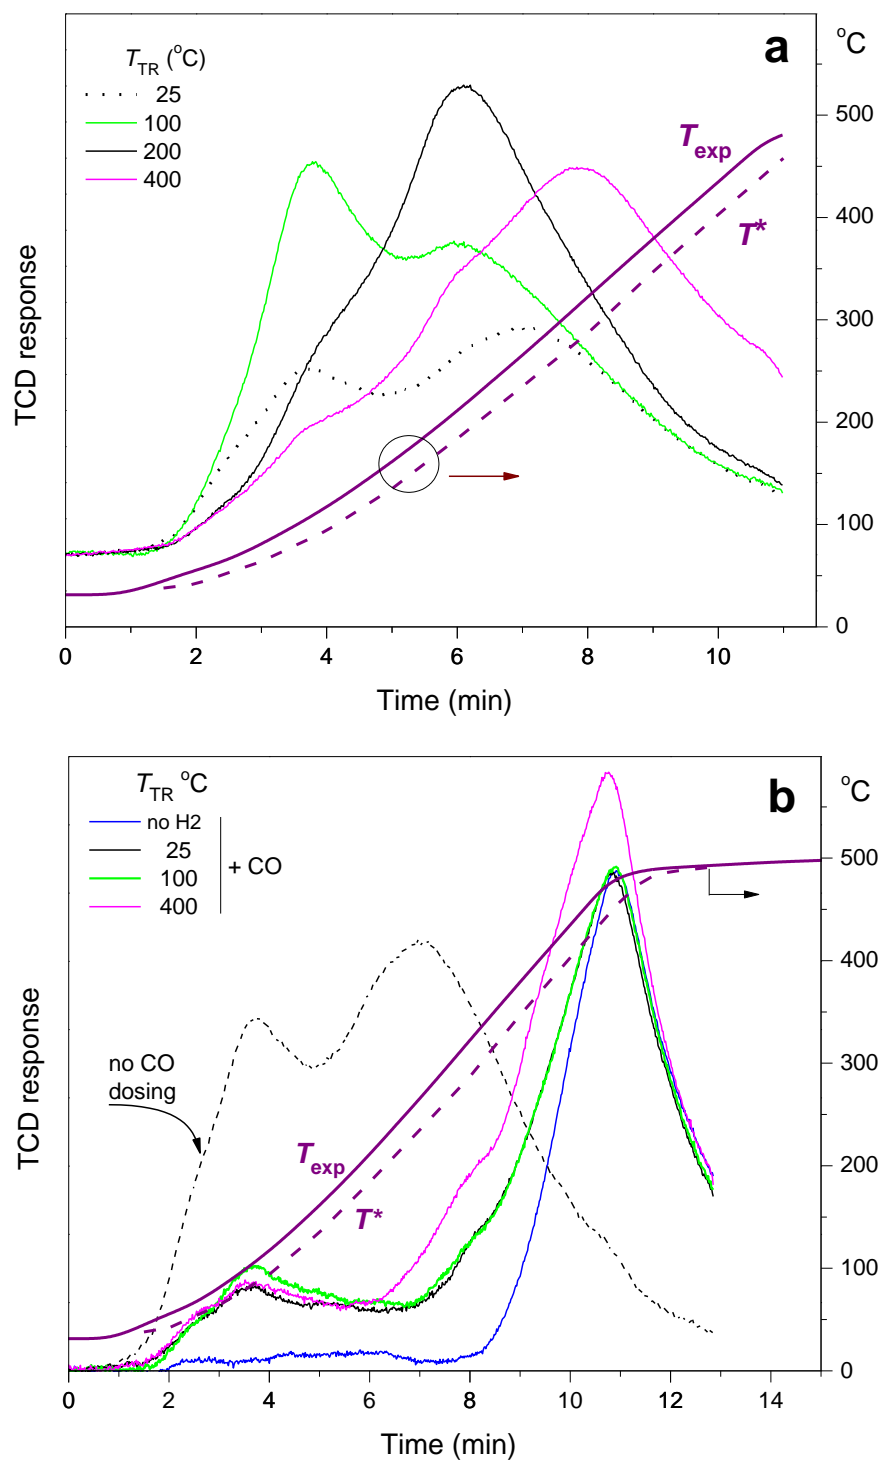 a
°C
T_TR (°C)
25
100
200
400
T_exp
T*
TCD response
500
400
300
200
100
0
0 2 4 6 8 10
Time (min)
b
°C
T_TR °C
no H2
25
100
400
+ CO
no CO
dosing
T_exp
T*
TCD response
500
400
300
200
100
0
0 2 4 6 8 10 12 14
Time (min)